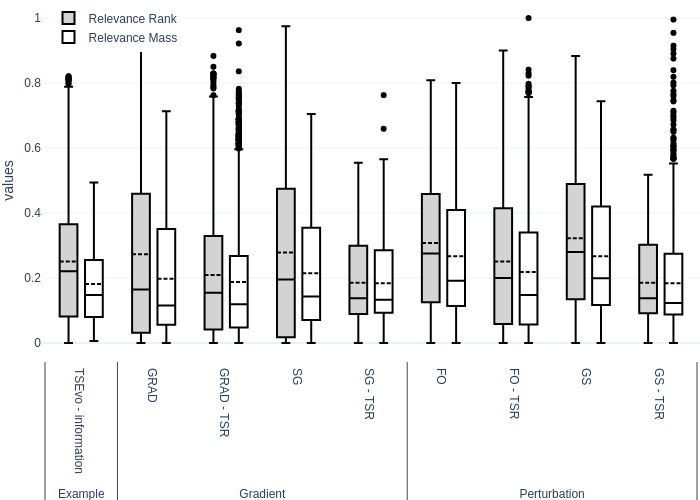 Relevance Rank
Relevance Mass
values
1
0.8
0.6
0.4
0.2
0
TSEvo - information
GRAD
GRAD - TSR
SG
SG - TSR
FO
FO - TSR
GS
GS - TSR
Example
Gradient
Perturbation